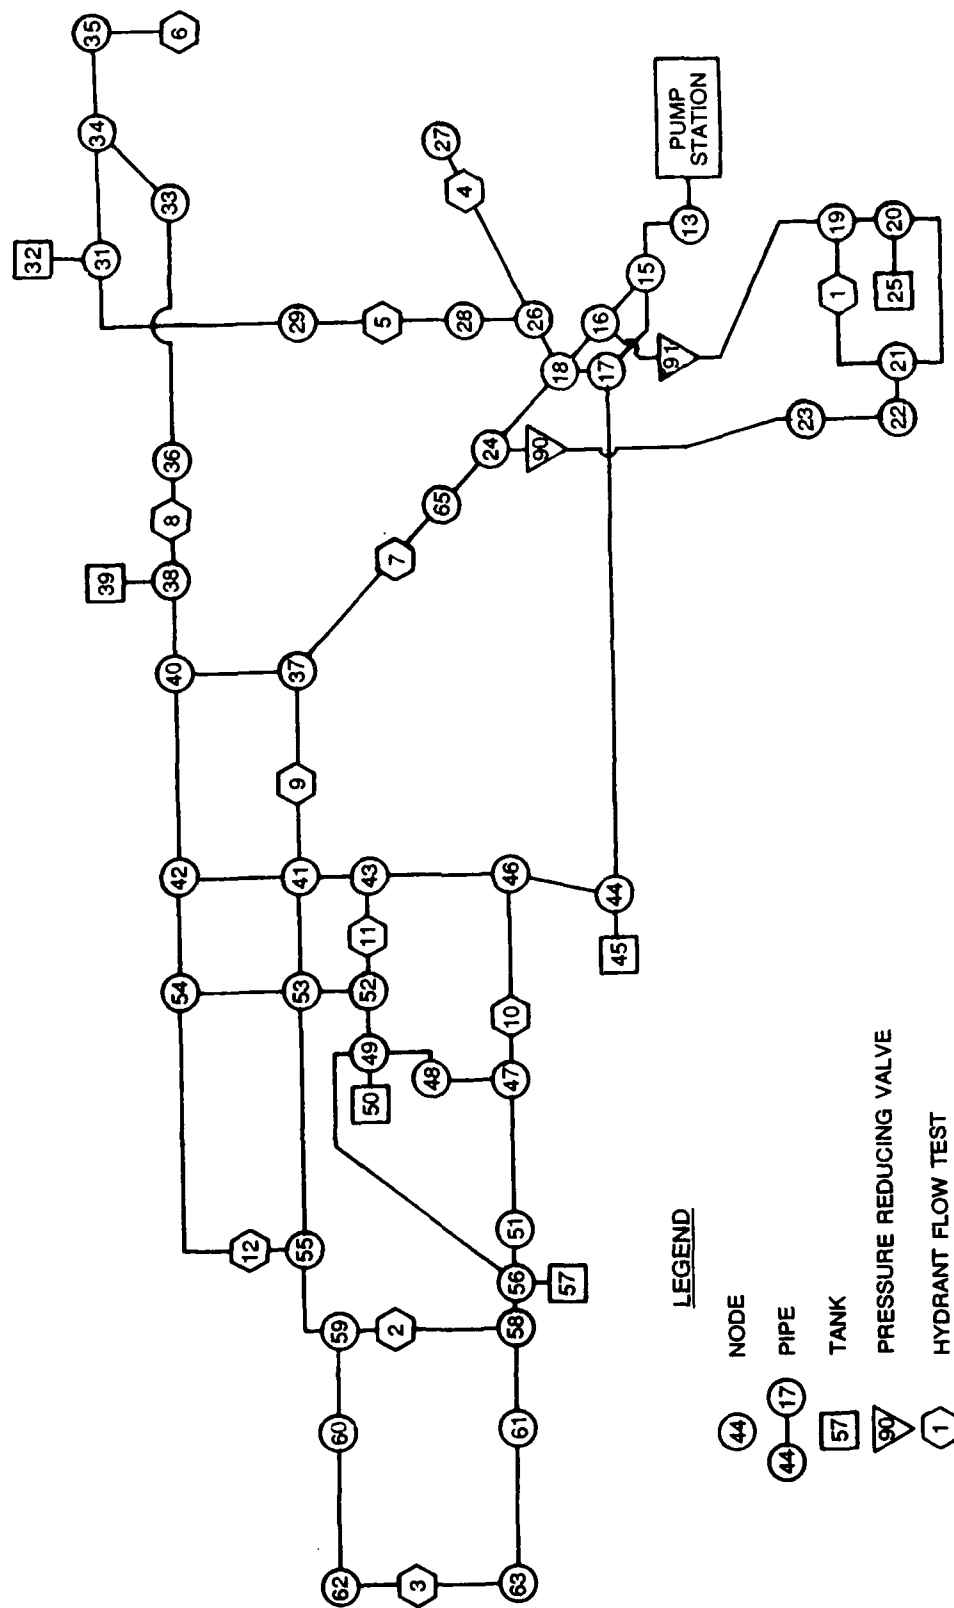 32
39 31 34 35
54 42 40 38 8 36 33 6
12
55 53 41 9 37 29
62 60 59
50 49 52 11 43 5
2 7
3
48 65 27
28 4
24
63 61 58 56 51 47 10 46 26
90 18
57
45 44 17 16
15
91 13
PUMP
STATION
23
1 19
25 20
22 21
LEGEND
44 NODE
44 17 PIPE
57 TANK
90 PRESSURE REDUCING VALVE
1 HYDRANT FLOW TEST